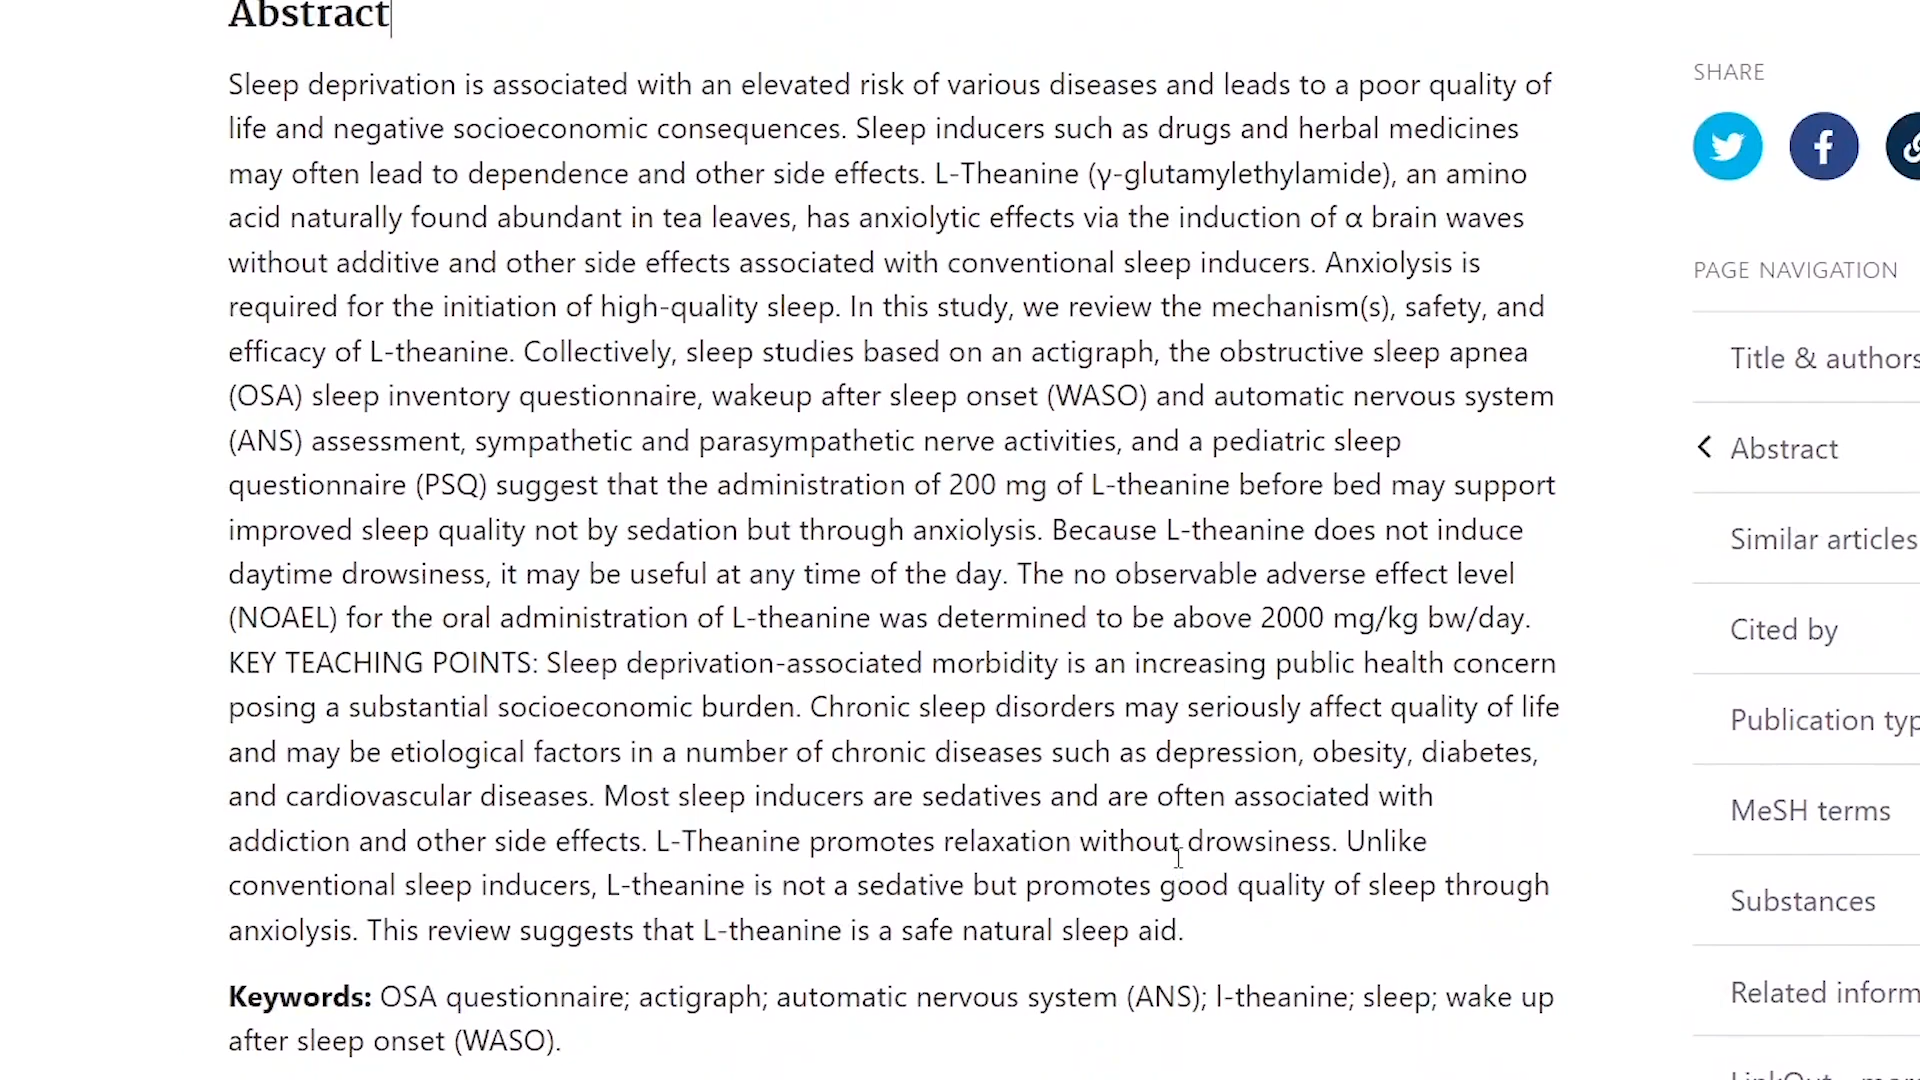 Abstract
Sleep deprivation is associated with an elevated risk of various diseases and leads to a poor quality of
life and negative socioeconomic consequences. Sleep inducers such as drugs and herbal medicines
may often lead to dependence and other side effects. L-Theanine (γ-glutamylethylamide), an amino
acid naturally found abundant in tea leaves, has anxiolytic effects via the induction of α brain waves
without additive and other side effects associated with conventional sleep inducers. Anxiolysis is
required for the initiation of high-quality sleep. In this study, we review the mechanism(s), safety, and
efficacy of L-theanine. Collectively, sleep studies based on an actigraph, the obstructive sleep apnea
(OSA) sleep inventory questionnaire, wakeup after sleep onset (WASO) and automatic nervous system
(ANS) assessment, sympathetic and parasympathetic nerve activities, and a pediatric sleep
questionnaire (PSQ) suggest that the administration of 200 mg of L-theanine before bed may support
improved sleep quality not by sedation but through anxiolysis. Because L-theanine does not induce
daytime drowsiness, it may be useful at any time of the day. The no observable adverse effect level
(NOAEL) for the oral administration of L-theanine was determined to be above 2000 mg/kg bw/day.
KEY TEACHING POINTS: Sleep deprivation-associated morbidity is an increasing public health concern
posing a substantial socioeconomic burden. Chronic sleep disorders may seriously affect quality of life
and may be etiological factors in a number of chronic diseases such as depression, obesity, diabetes,
and cardiovascular diseases. Most sleep inducers are sedatives and are often associated with
addiction and other side effects. L-Theanine promotes relaxation without drowsiness. Unlike
conventional sleep inducers, L-theanine is not a sedative but promotes good quality of sleep through
anxiolysis. This review suggests that L-theanine is a safe natural sleep aid.
Keywords: OSA questionnaire; actigraph; automatic nervous system (ANS); l-theanine; sleep; wake up
after sleep onset (WASO).
SHARE
PAGE NAVIGATION
Title & authors
Abstract
Similar articles
Cited by
Publication typ
MeSH terms
Substances
Related inform